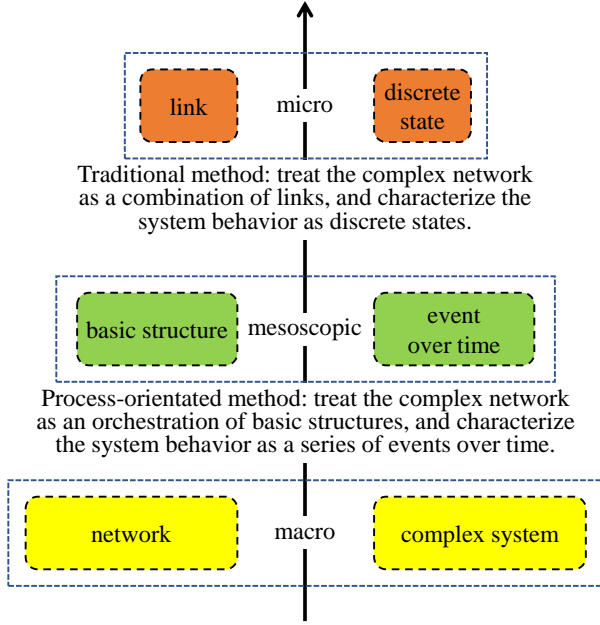 link
micro
discrete
state
Traditional method: treat the complex network
as a combination of links, and characterize the
system behavior as discrete states.
basic structure
mesoscopic
event
over time
Process-orientated method: treat the complex network
as an orchestration of basic structures, and characterize
the system behavior as a series of events over time.
network
macro
complex system